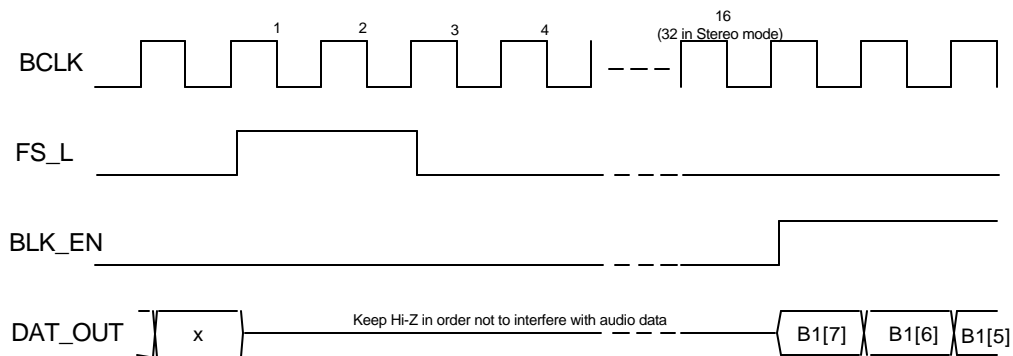 16
1 2 3 4 (32 in Stereo mode)
BCLK
FS_L
BLK_EN
DAT_OUT x Keep Hi-Z in order not to interfere with audio data B1[7] B1[6] B1[5]